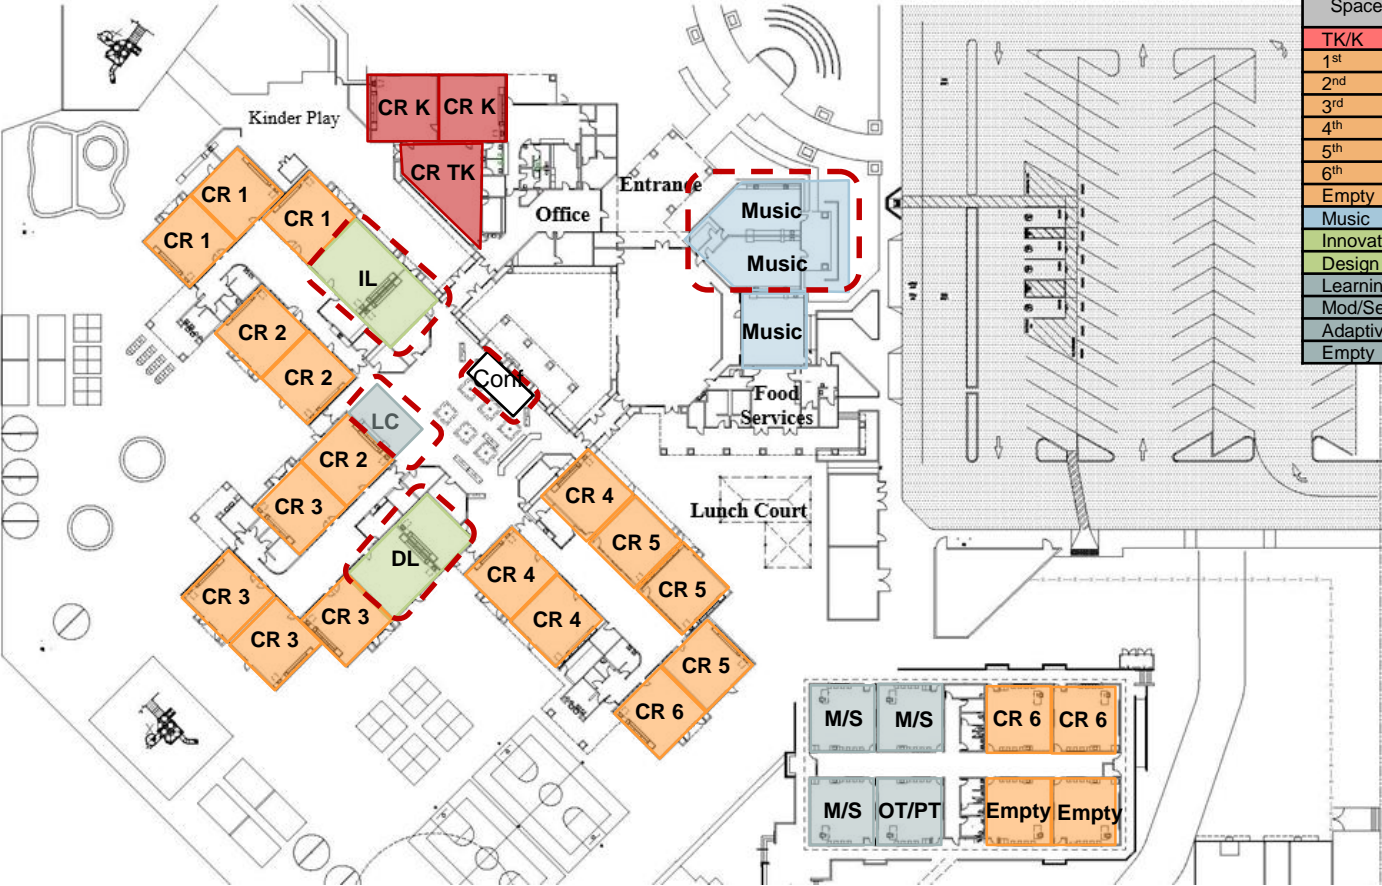 Space
TK/K
1st
2nd
3rd
4th
5th
6th
Empty
Music
Innovat
Design
Learnin
Mod/Se
Adaptiv
Empty
Kinder Play
CR K
CR K
CR TK
Entrance
Office
Music
Music
Music
Food
Services
Lunch Court
CR 1
CR 1
CR 1
IL
CR 2
CR 2
Conf.
LC
CR 2
CR 3
DL
CR 3
CR 3
CR 3
CR 4
CR 5
CR 5
CR 4
CR 4
CR 5
CR 6
M/S
M/S
CR 6
CR 6
M/S
OT/PT
Empty
Empty